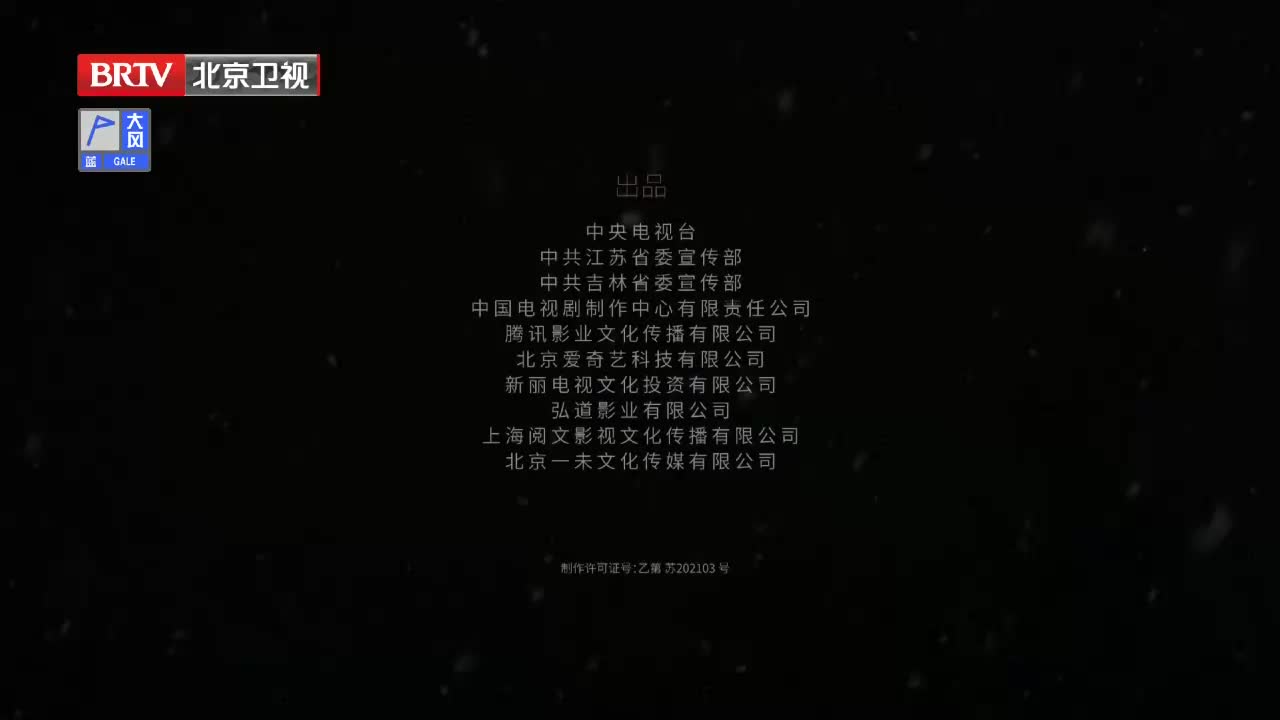 BRTV 北京卫视
大风
蓝 GALE
出品
中央电视台
中共江苏省委宣传部
中共吉林省委宣传部
中国电视剧制作中心有限责任公司
腾讯影业文化传播有限公司
北京爱奇艺科技有限公司
新丽电视文化投资有限公司
弘道影业有限公司
上海阅文影视文化传播有限公司
北京一未文化传媒有限公司
制作许可证号:乙第 苏202103 号